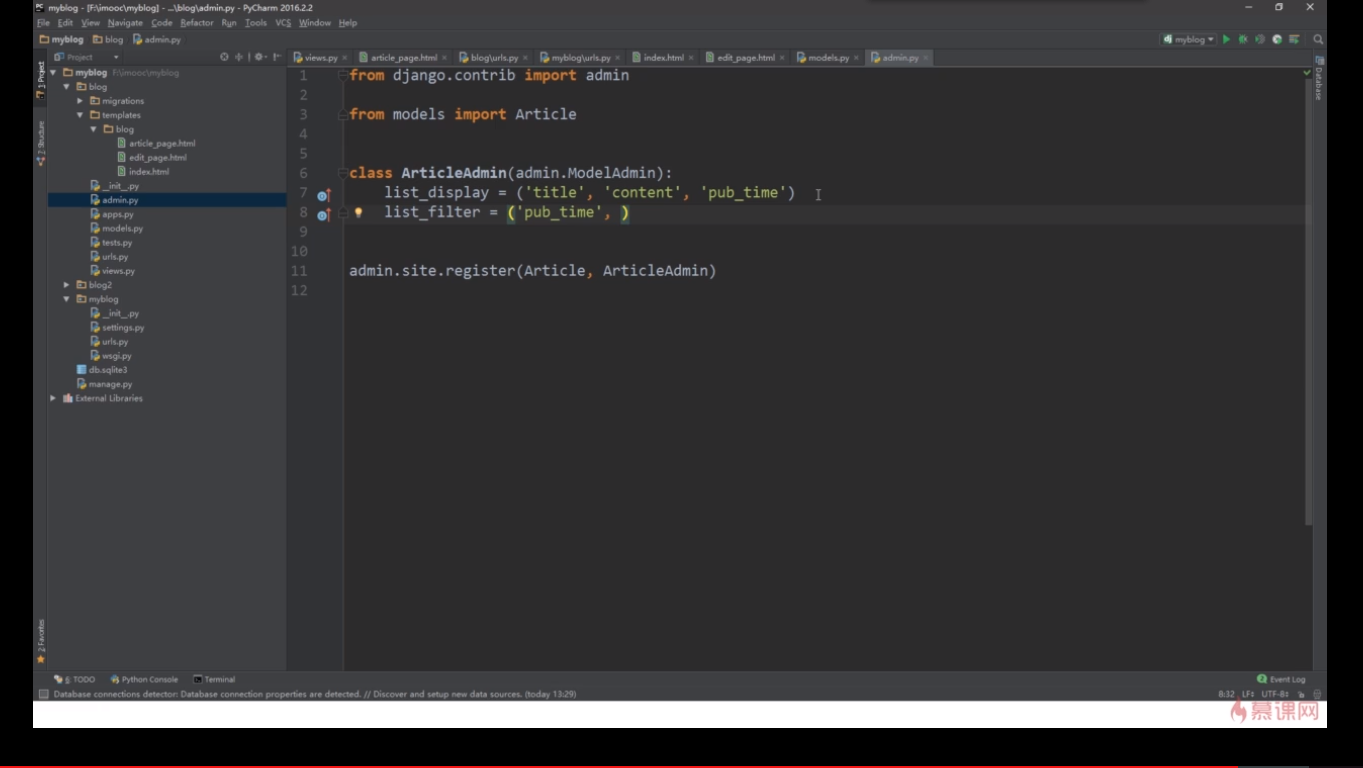 myblog - [F:\imooc\myblog] - ...\blog\admin.py - PyCharm 2016.2.2
File Edit View Navigate Code Refactor Run Tools VCS Window Help
myblog blog admin.py
myblog
Project
views.py article_page.html blog\urls.py myblog\urls.py index.html edit_page.html models.py admin.py
1: Project
Z: Structure
2: Favorites
Database
myblog F:\imooc\myblog
blog
migrations
templates
blog
article_page.html
edit_page.html
index.html
__init__.py
admin.py
apps.py
models.py
tests.py
urls.py
views.py
blog2
myblog
__init__.py
settings.py
urls.py
wsgi.py
db.sqlite3
manage.py
External Libraries
1 from django.contrib import admin
2
3 from models import Article
4
5
6 class ArticleAdmin(admin.ModelAdmin):
7 list_display = ('title', 'content', 'pub_time')
8 list_filter = ('pub_time', )
9
10
11 admin.site.register(Article, ArticleAdmin)
12
6: TODO Python Console Terminal
2 Event Log
Database connections detector: Database connection properties are detected. // Discover and setup new data sources. (today 13:29)
8:32 LF÷ UTF-8÷
慕课网